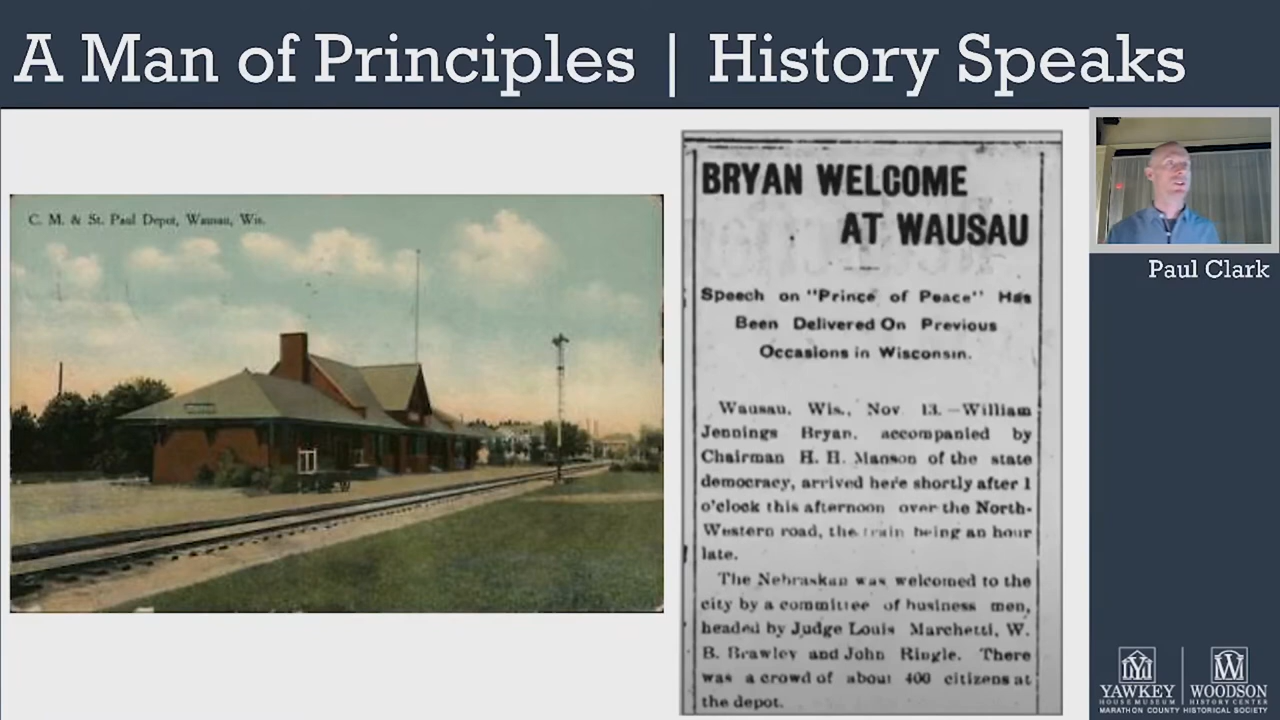 A Man of Principles | History Speaks
C. M. & St. Paul Depot, Wausau, Wis.
BRYAN WELCOME
AT WAUSAU
Speech on "Prince of Peace" Has
Been Delivered On Previous
Occasions in Wisconsin.
Wausau, Wis., Nov. 13.—William
Jennings Bryan, accompanied by
Chairman H. H. Manson of the state
democracy, arrived here shortly after 1
o'clock this afternoon over the North-
Western road, the train being an hour
late.
The Nebraskan was welcomed to the
city by a committee of business men,
headed by Judge Louis Marchetti, W.
B. Brawley and John Ringle. There
was a crowd of about 400 citizens at
the depot.
Paul Clark
YAWKEY
HOUSE MUSEUM
WOODSON
HISTORY CENTER
MARATHON COUNTY HISTORICAL SOCIETY